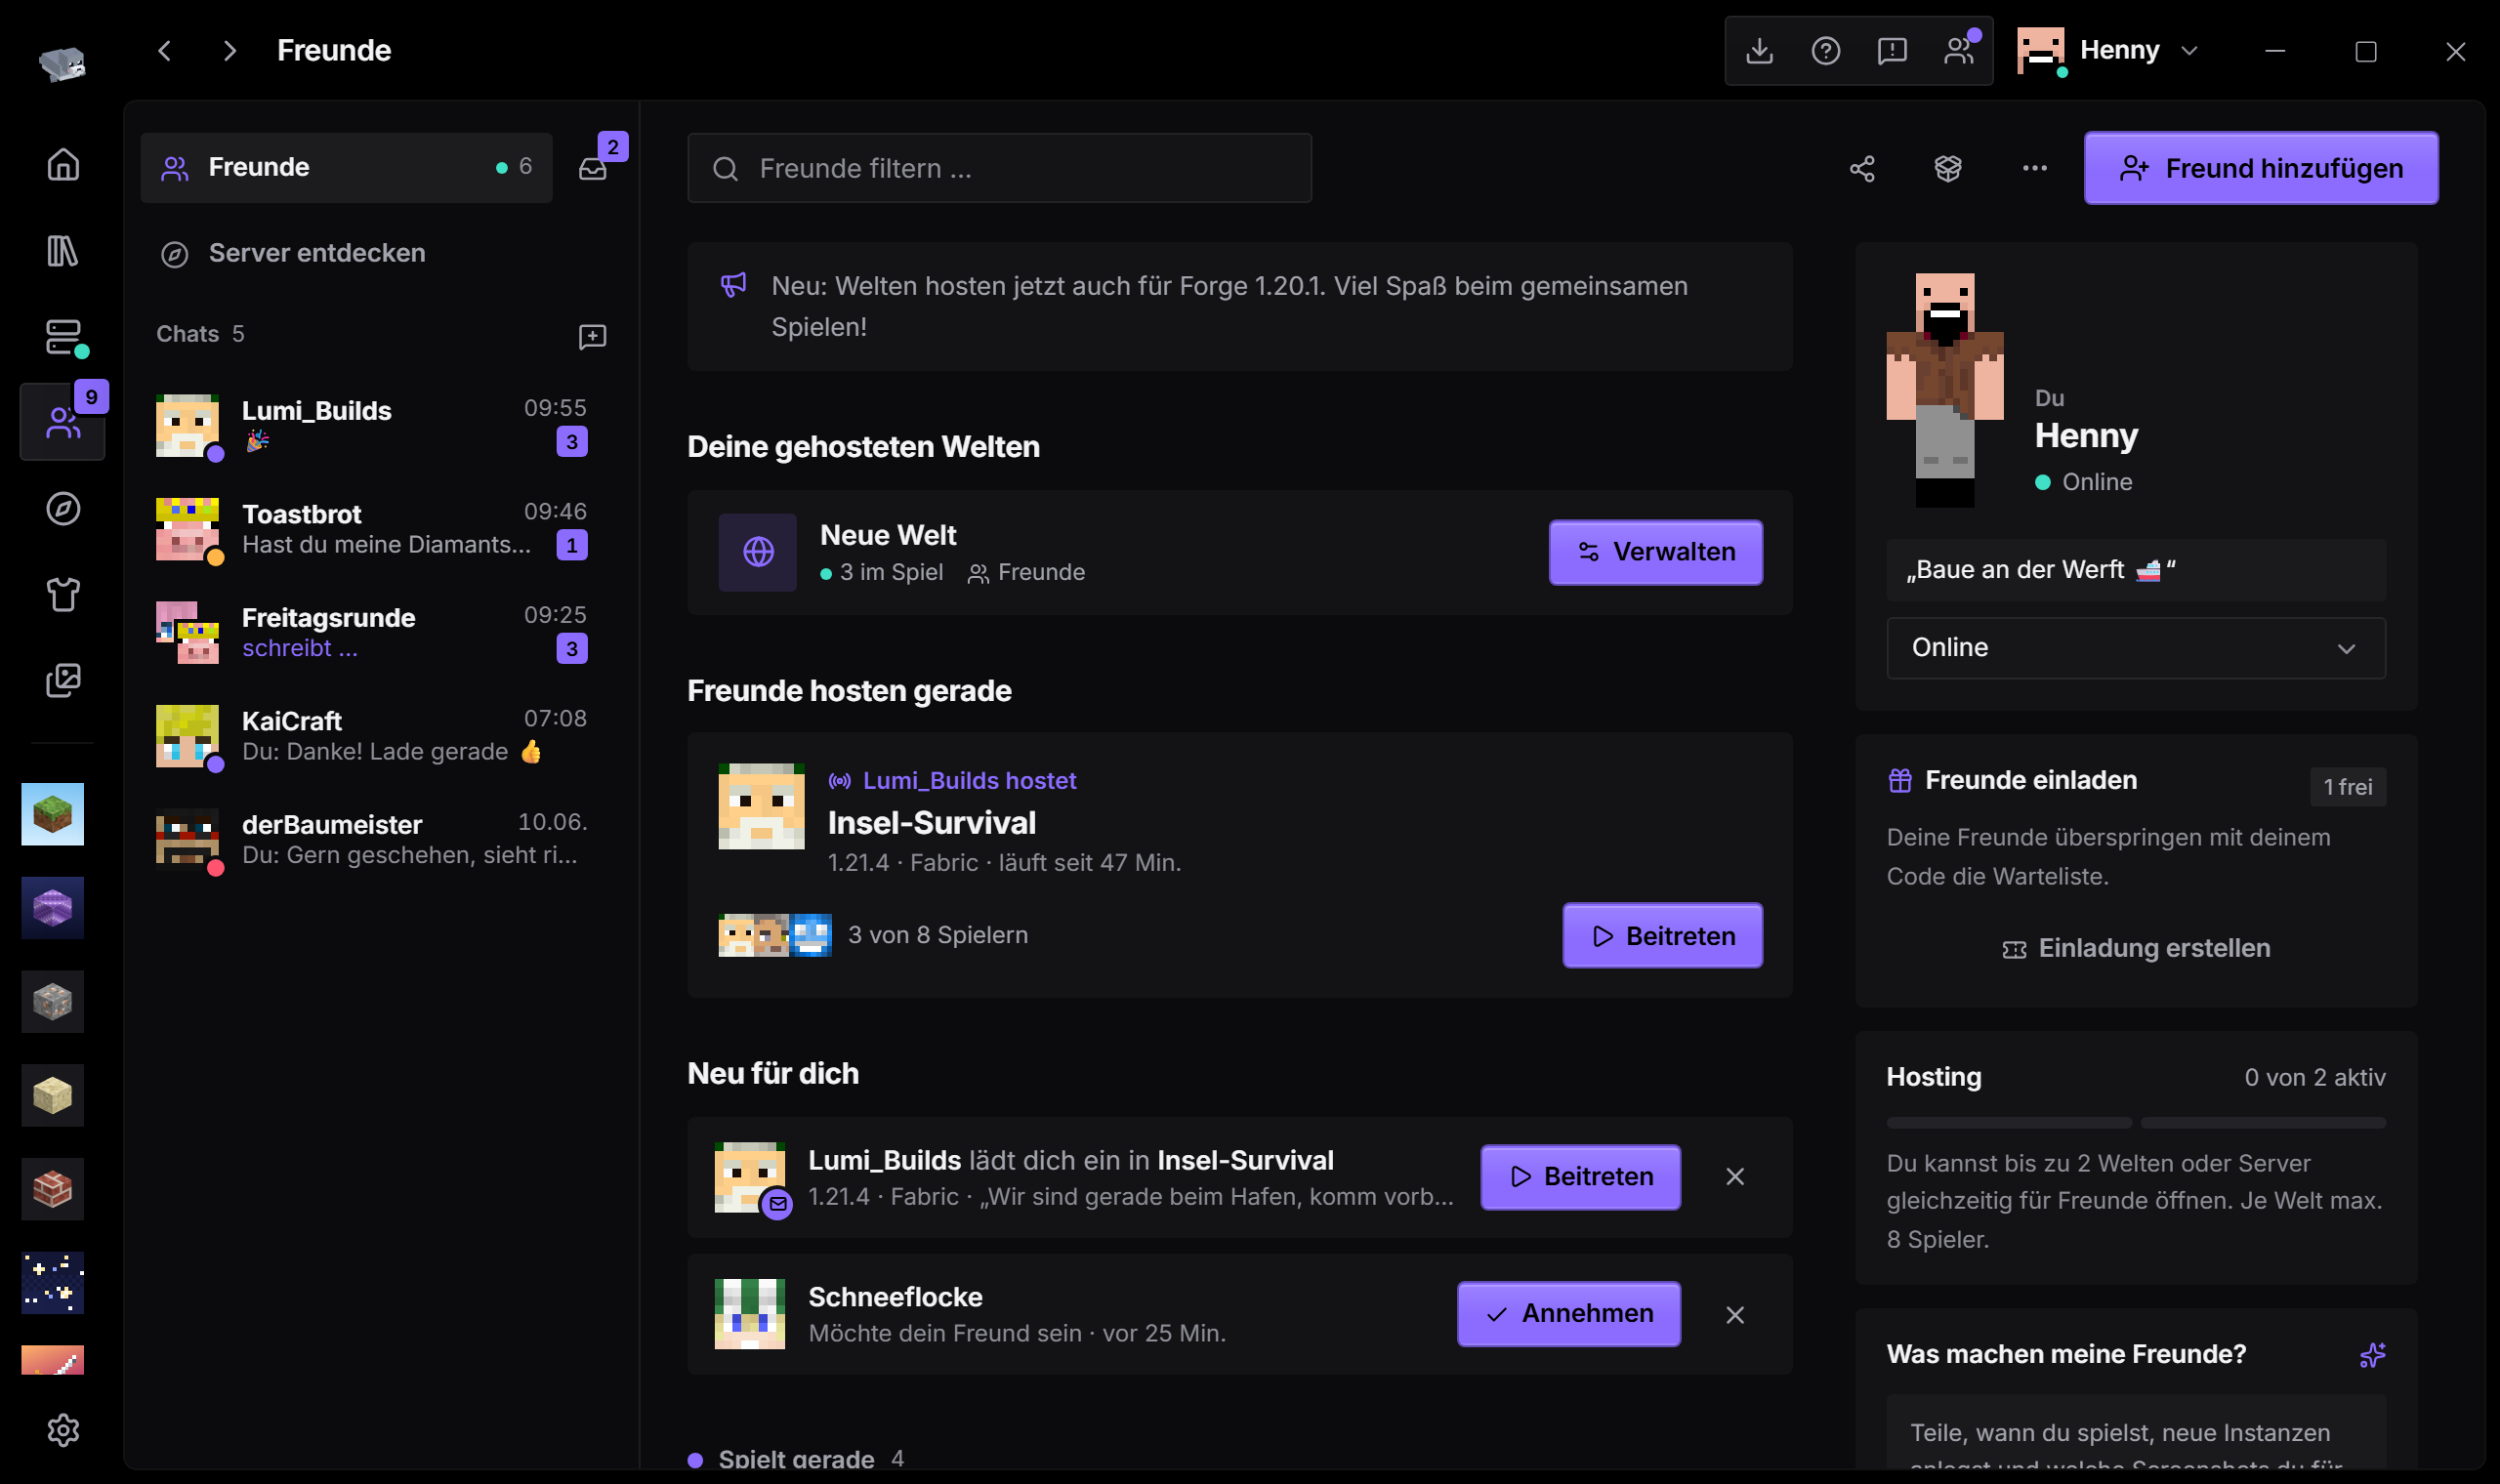 Freunde
Henny
9
Freunde
6
2
Server entdecken
Chats 5
Lumi_Builds
09:55
🎉
3
Toastbrot
09:46
Hast du meine Diamants...
1
Freitagsrunde
09:25
schreibt ...
3
KaiCraft
07:08
Du: Danke! Lade gerade 👍
derBaumeister
10.06.
Du: Gern geschehen, sieht ri...
Freunde filtern ...
Freund hinzufügen
Neu: Welten hosten jetzt auch für Forge 1.20.1. Viel Spaß beim gemeinsamen
Spielen!
Deine gehosteten Welten
Neue Welt
3 im Spiel
Freunde
Verwalten
Freunde hosten gerade
Lumi_Builds hostet
Insel-Survival
1.21.4 · Fabric · läuft seit 47 Min.
3 von 8 Spielern
Beitreten
Neu für dich
Lumi_Builds lädt dich ein in Insel-Survival
1.21.4 · Fabric · „Wir sind gerade beim Hafen, komm vorb...
Beitreten
Schneeflocke
Möchte dein Freund sein · vor 25 Min.
Annehmen
Spielt gerade 4
Du
Henny
Online
„Baue an der Werft 🚢“
Online
Freunde einladen
1 frei
Deine Freunde überspringen mit deinem
Code die Warteliste.
Einladung erstellen
Hosting
0 von 2 aktiv
Du kannst bis zu 2 Welten oder Server
gleichzeitig für Freunde öffnen. Je Welt max.
8 Spieler.
Was machen meine Freunde?
Teile, wann du spielst, neue Instanzen
anlegst und welche Screenshots du für